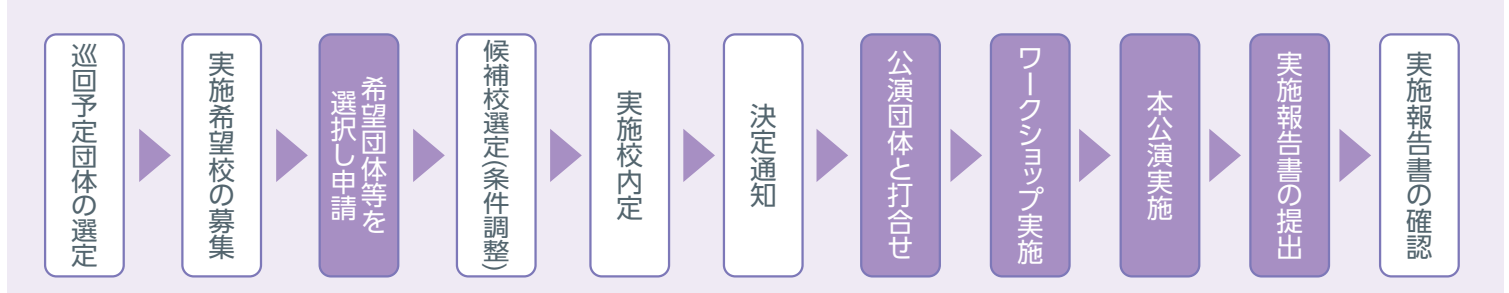 巡回予定団体の選定
実施希望校の募集
希望団体等を
選択し申請
候補校選定(条件調整)
実施校内定
決定通知
公演団体と打合せ
ワークショップ実施
本公演実施
実施報告書の提出
実施報告書の確認